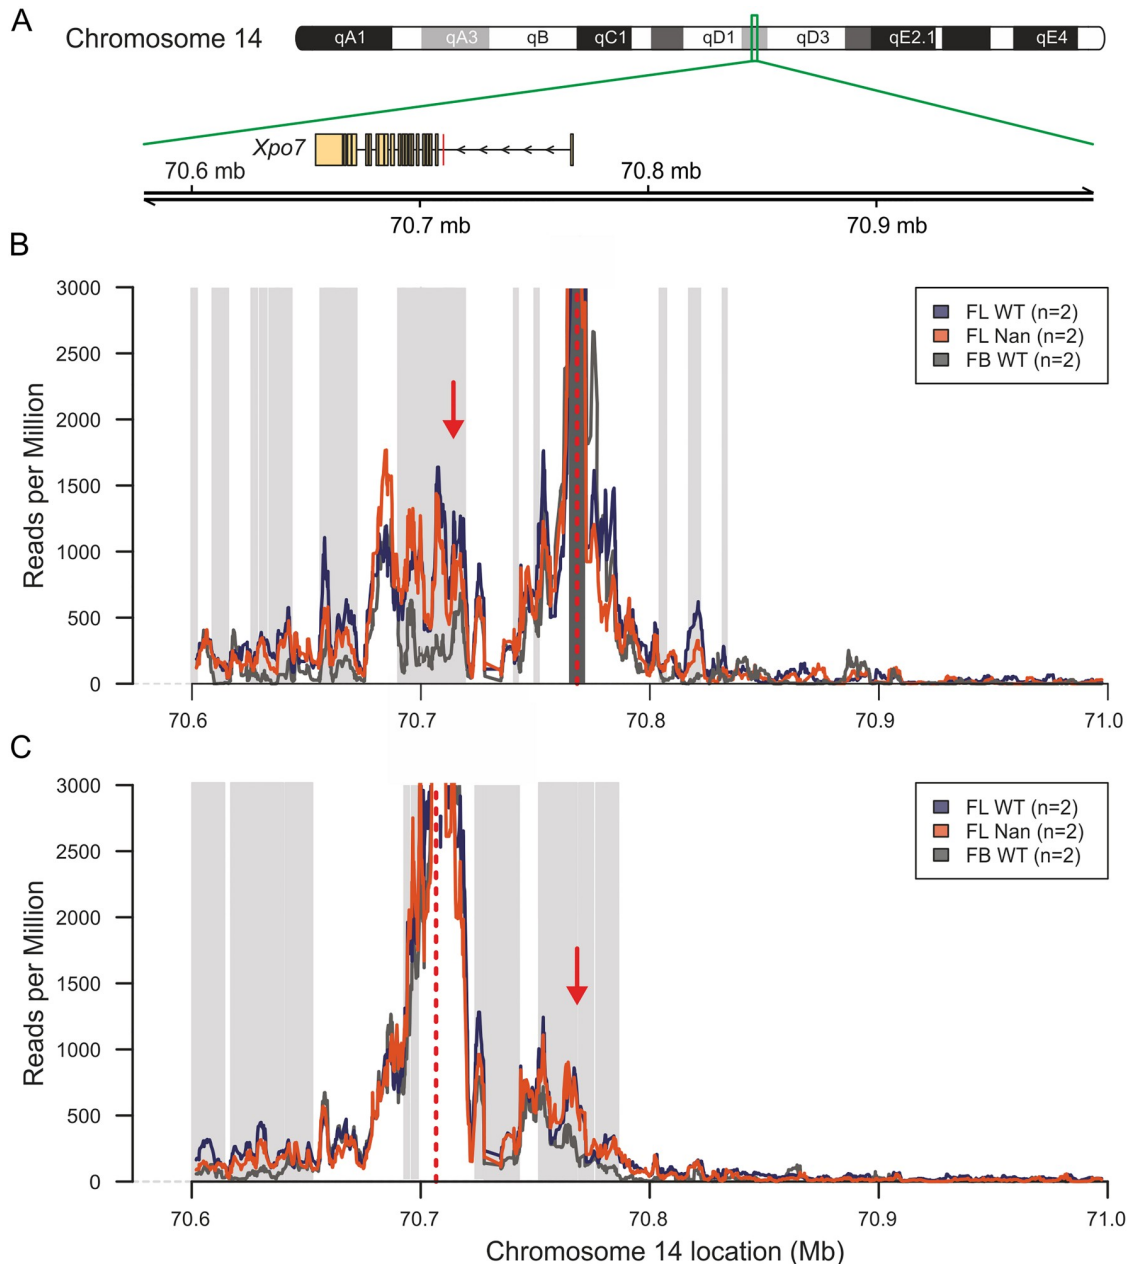 A
Chromosome 14
qA1 qA3 qB qC1 qD1 qD3 qE2.1 qE4
Xpo7
70.6 mb 70.8 mb
70.7 mb 70.9 mb
B
Reads per Million
3000
2500
2000
1500
1000
500
0
FL WT (n=2)
FL Nan (n=2)
FB WT (n=2)
70.6 70.7 70.8 70.9 71.0
C
Reads per Million
3000
2500
2000
1500
1000
500
0
FL WT (n=2)
FL Nan (n=2)
FB WT (n=2)
70.6 70.7 70.8 70.9 71.0
Chromosome 14 location (Mb)